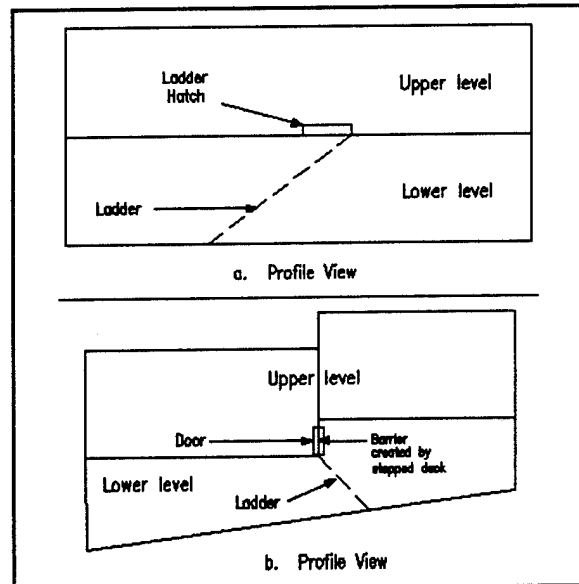 Ladder
Hatch
Upper level
Lower level
Ladder
a. Profile View
Upper level
Door
Barrier
created by
stepped deck
Lower level
Ladder
b. Profile View